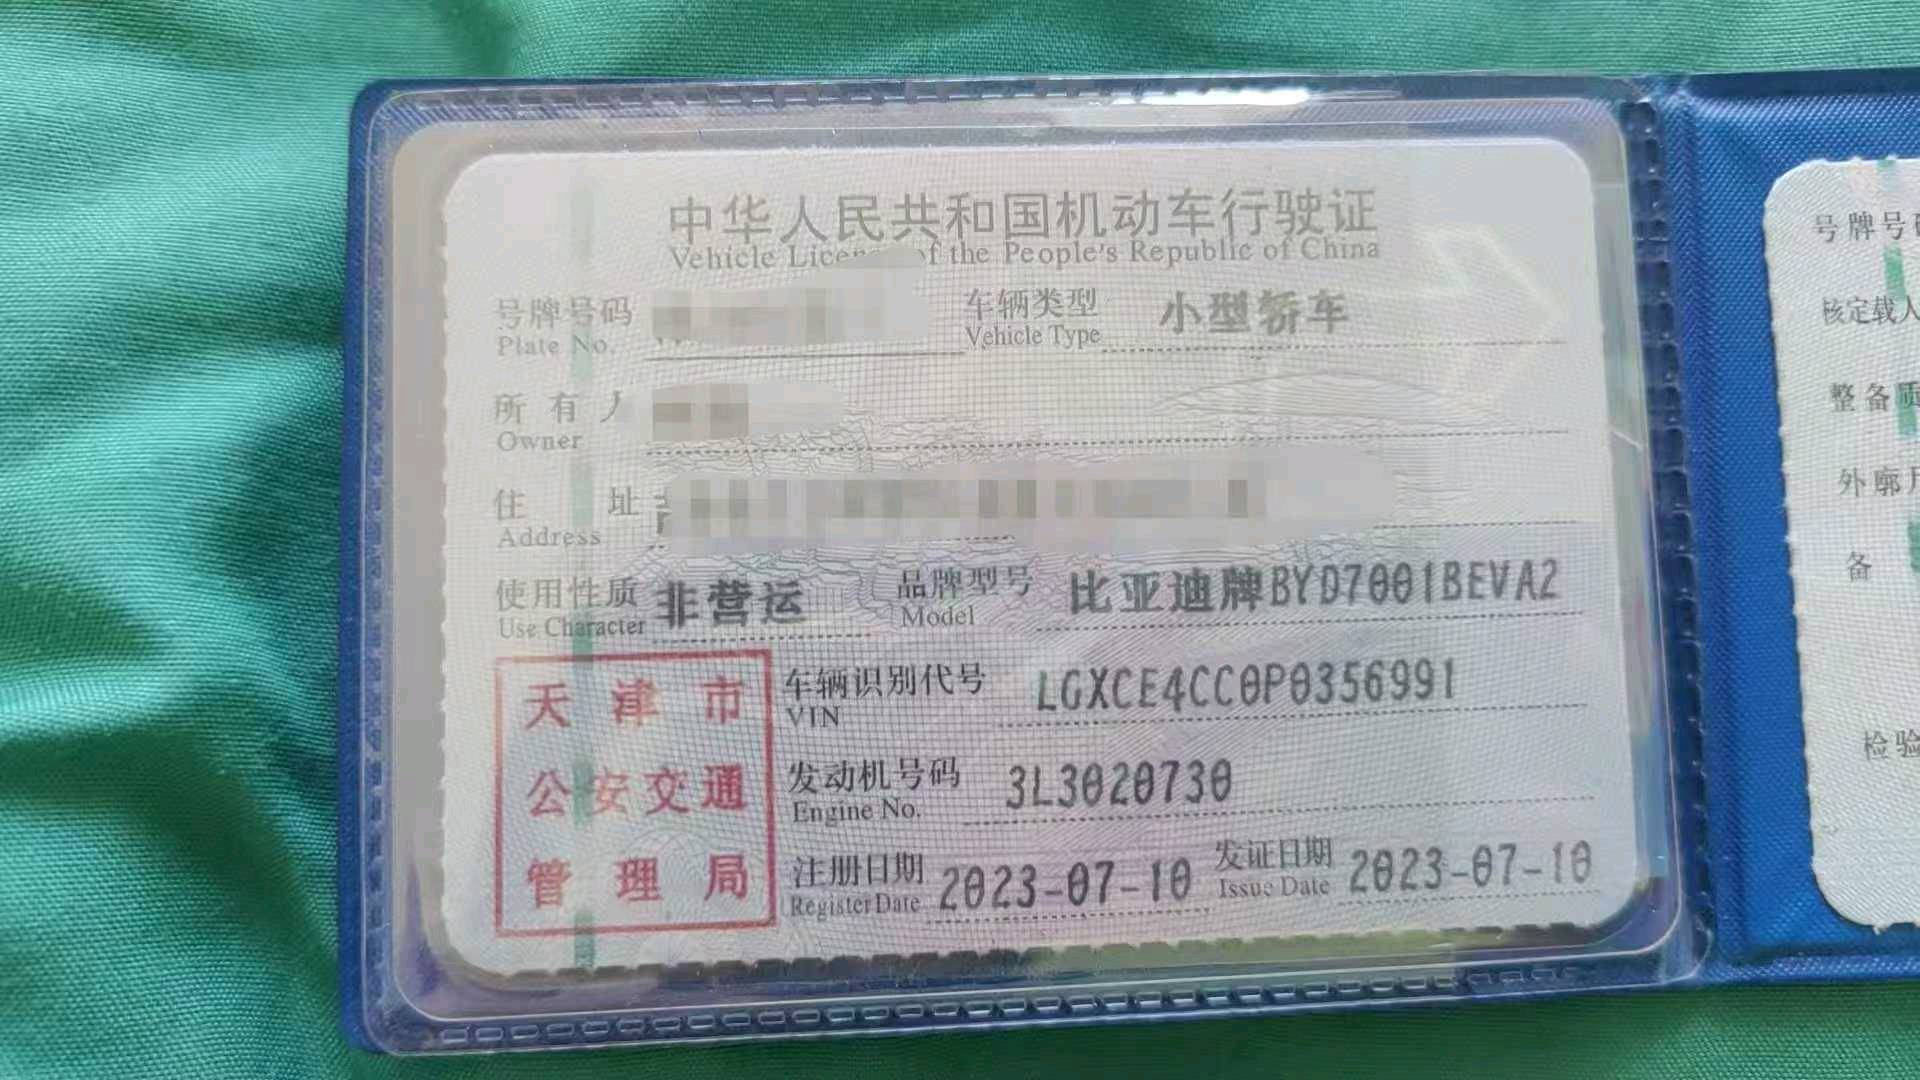 中华人民共和国机动车行驶证
Vehicle License of the People's Republic of China
号牌号码 车辆类型 小型轿车
Plate No. Vehicle Type
所有人
Owner
住址
Address
使用性质 非营运 品牌型号 比亚迪牌BYD7001BEVA2
Use Character Model
车辆识别代号 LGXCE4CC0P0356991
VIN
发动机号码 3L3020730
Engine No.
注册日期 2023-07-10 发证日期 2023-07-10
Register Date Issue Date
天津市
公安交通
管理局
号牌号码
核定载人
整备质
外廓尺
备
检验